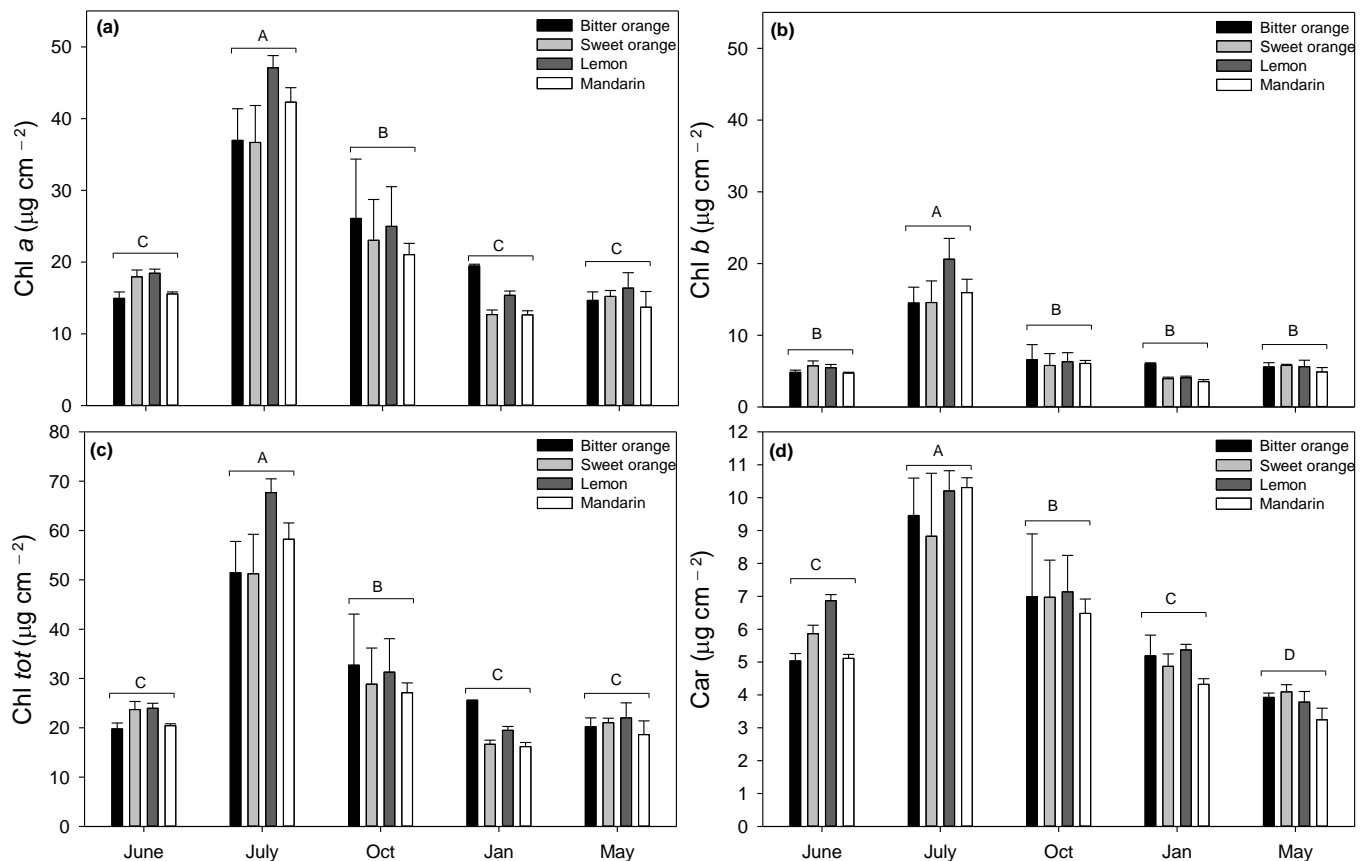 (a)
Bitter orange
Sweet orange
Lemon
Mandarin
Chl a (µg cm − 2)
50
40
30
20
10
0
C
A
B
C
C
(b)
Bitter orange
Sweet orange
Lemon
Mandarin
Chl b (µg cm − 2)
50
40
30
20
10
0
B
A
B
B
B
(c)
Bitter orange
Sweet orange
Lemon
Mandarin
Chl tot (µg cm − 2)
80
70
60
50
40
30
20
10
0
C
A
B
C
C
June July Oct Jan May
(d)
Bitter orange
Sweet orange
Lemon
Mandarin
Car (µg cm − 2)
12
11
10
9
8
7
6
5
4
3
2
1
0
C
A
B
C
D
June July Oct Jan May